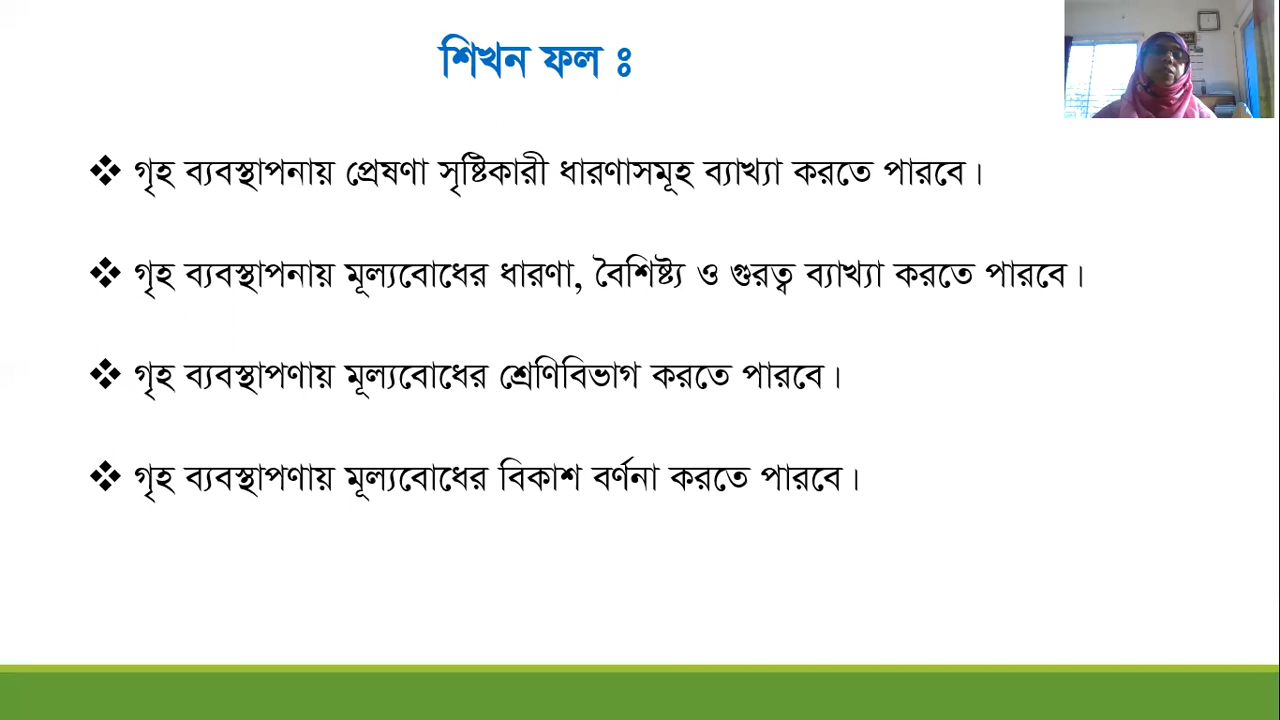 শিখন ফল ঃ
❖ গৃহ ব্যবস্থাপনায় প্রেষণা সৃষ্টিকারী ধারণাসমূহ ব্যাখ্যা করতে পারবে।
❖ গৃহ ব্যবস্থাপনায় মূল্যবোধের ধারণা, বৈশিষ্ট্য ও গুরত্ব ব্যাখ্যা করতে পারবে।
❖ গৃহ ব্যবস্থাপণায় মূল্যবোধের শ্রেণিবিভাগ করতে পারবে।
❖ গৃহ ব্যবস্থাপণায় মূল্যবোধের বিকাশ বর্ণনা করতে পারবে।